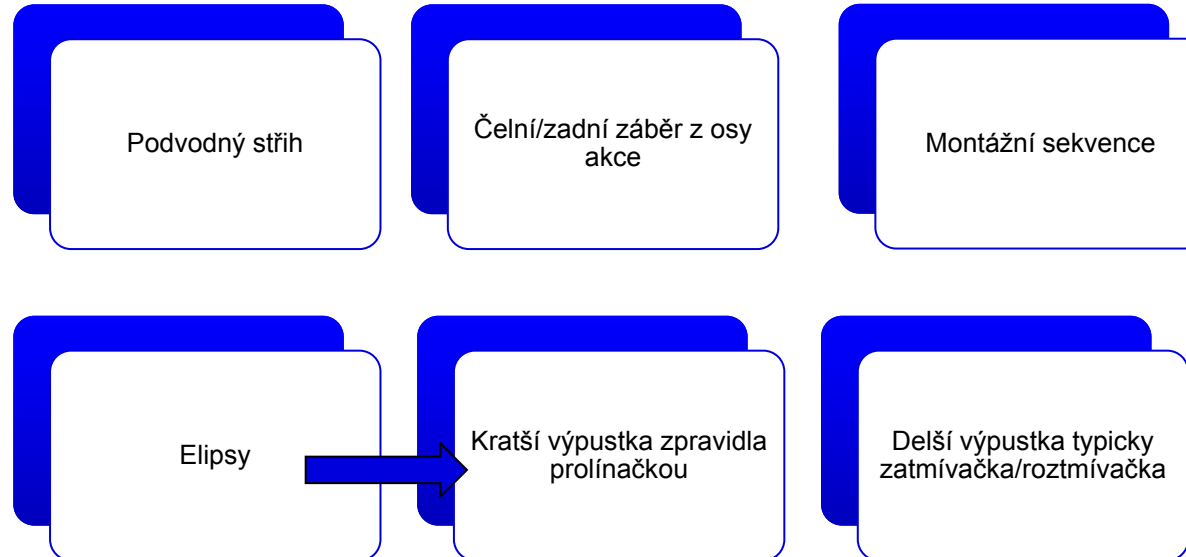 Podvodný střih
Čelní/zadní záběr z osy
akce
Montážní sekvence
Elipsy
Kratší výpustka zpravidla
prolínačkou
Delší výpustka typicky
zatmívačka/roztmívačka